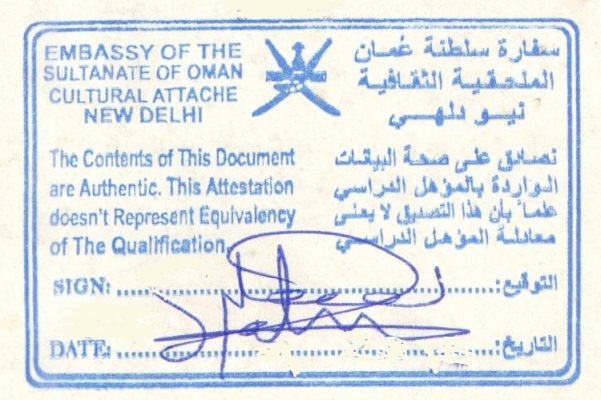 EMBASSY OF THE
SULTANATE OF OMAN
CULTURAL ATTACHE
NEW DELHI
سفارة سلطنة عُمان
الملحقية الثقافية
نيو دلهي
The Contents of This Document
are Authentic. This Attestation
doesn't Represent Equivalency
of The Qualification.
نصادق على صحة البيانات
الواردة بالمؤهل الدراسي
علماً بأن هذا التصديق لا يعني
معادلة المؤهل الدراسي
SIGN: التوقيع:
DATE: التاريخ: